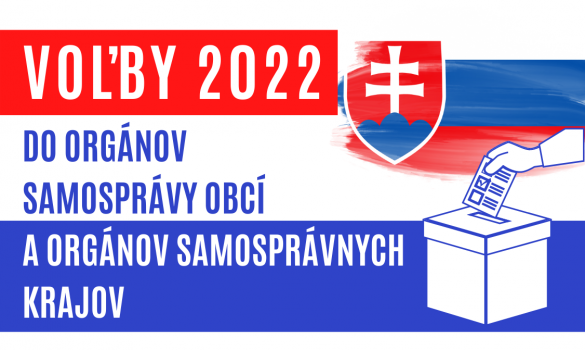 VOĽBY 2022
DO ORGÁNOV
SAMOSPRÁVY OBCÍ
A ORGÁNOV SAMOSPRÁVNYCH
KRAJOV